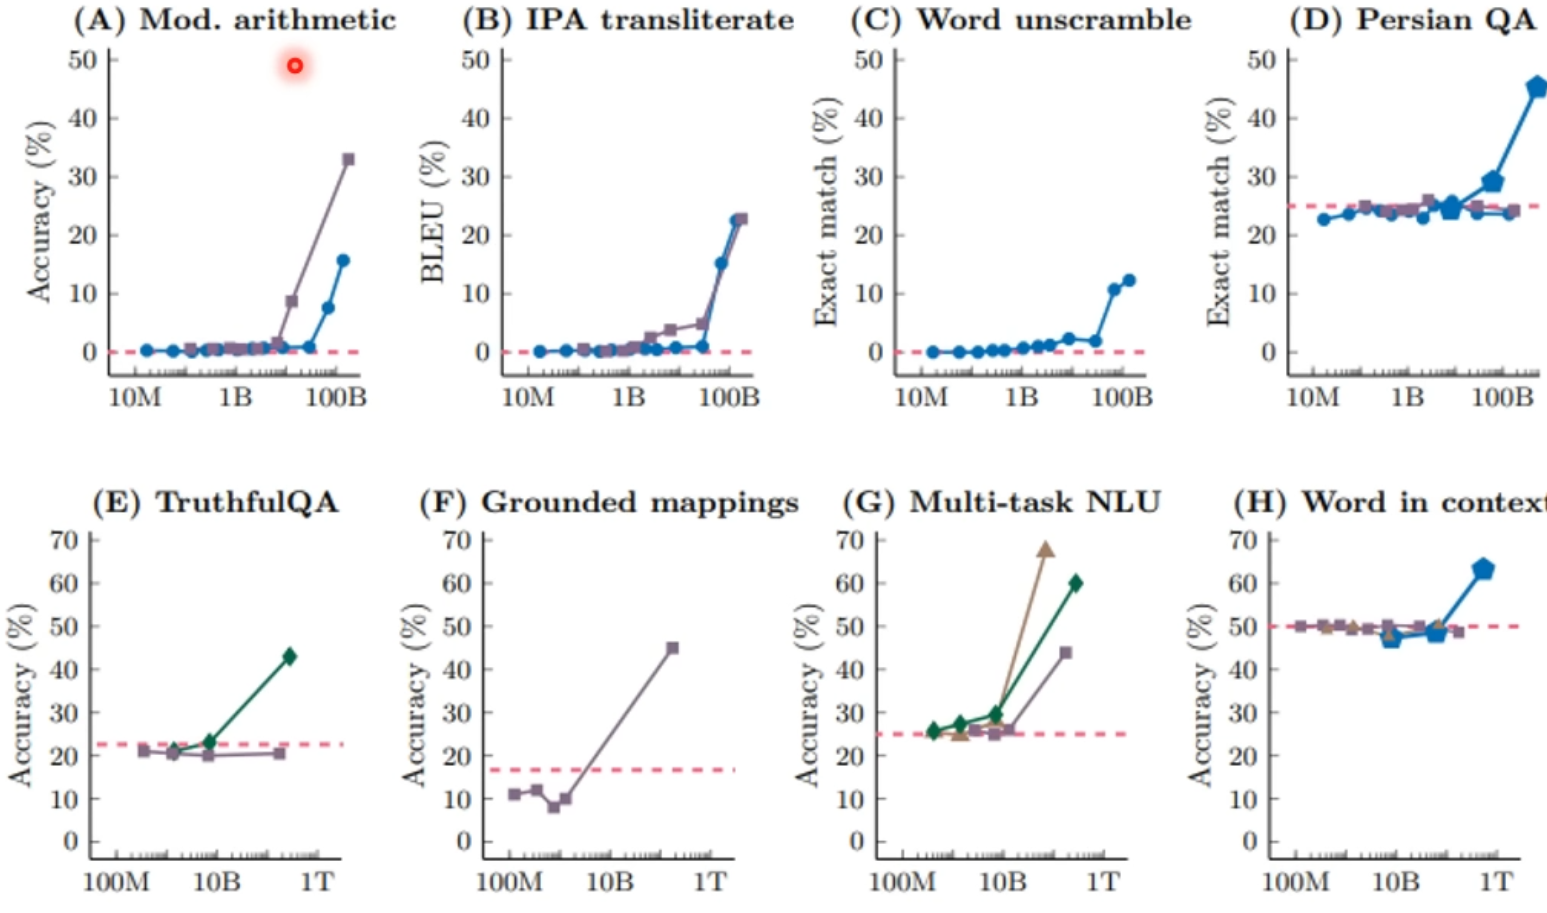 (A) Mod. arithmetic
Accuracy (%)
50
40
30
20
10
0
10M 1B 100B
(B) IPA transliterate
BLEU (%)
50
40
30
20
10
0
10M 1B 100B
(C) Word unscramble
Exact match (%)
50
40
30
20
10
0
10M 1B 100B
(D) Persian QA
Exact match (%)
50
40
30
20
10
0
10M 1B 100B
(E) TruthfulQA
Accuracy (%)
70
60
50
40
30
20
10
0
100M 10B 1T
(F) Grounded mappings
Accuracy (%)
70
60
50
40
30
20
10
0
100M 10B 1T
(G) Multi-task NLU
Accuracy (%)
70
60
50
40
30
20
10
0
100M 10B 1T
(H) Word in context
Accuracy (%)
70
60
50
40
30
20
10
0
100M 10B 1T